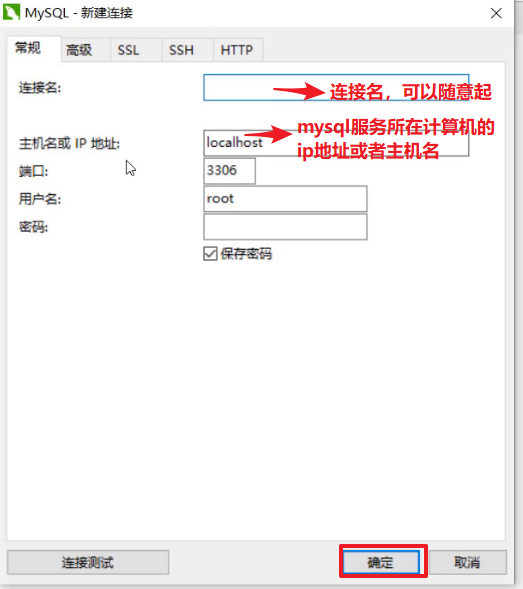 MySQL - 新建连接
常规 高级 SSL SSH HTTP
连接名: 连接名，可以随意起
主机名或 IP 地址: localhost mysql服务所在计算机的
ip地址或者主机名
端口: 3306
用户名: root
密码:
保存密码
连接测试 确定 取消